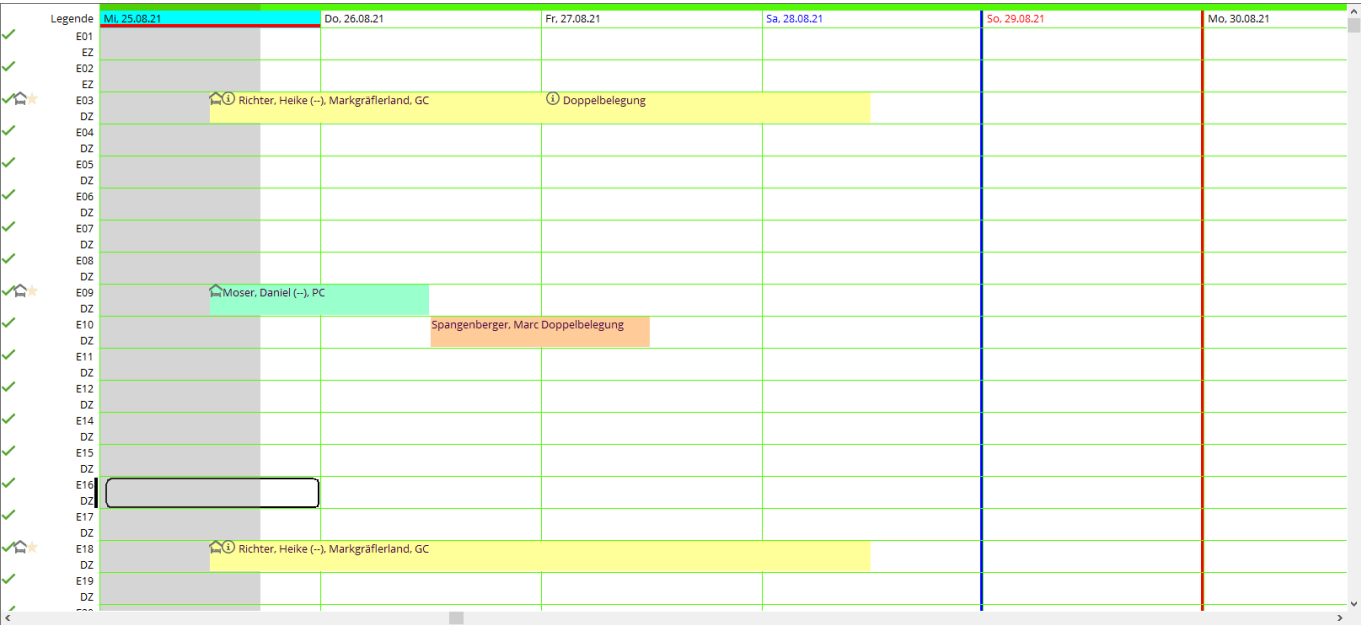 Legende Mi, 25.08.21 Do, 26.08.21 Fr, 27.08.21 Sa, 28.08.21 So. 29.08.21 Mo, 30.08.21
E01
EZ
E02
EZ
E03 Richter, Heike (--), Markgräflerland, GC Doppelbelegung
DZ
E04
DZ
E05
DZ
E06
DZ
E07
DZ
E08
DZ
E09 Moser, Daniel (--), PC
DZ
E10 Spangenberger, Marc Doppelbelegung
DZ
E11
DZ
E12
DZ
E14
DZ
E15
DZ
E16
DZ
E17
DZ
E18 Richter, Heike (--), Markgräflerland, GC
DZ
E19
DZ